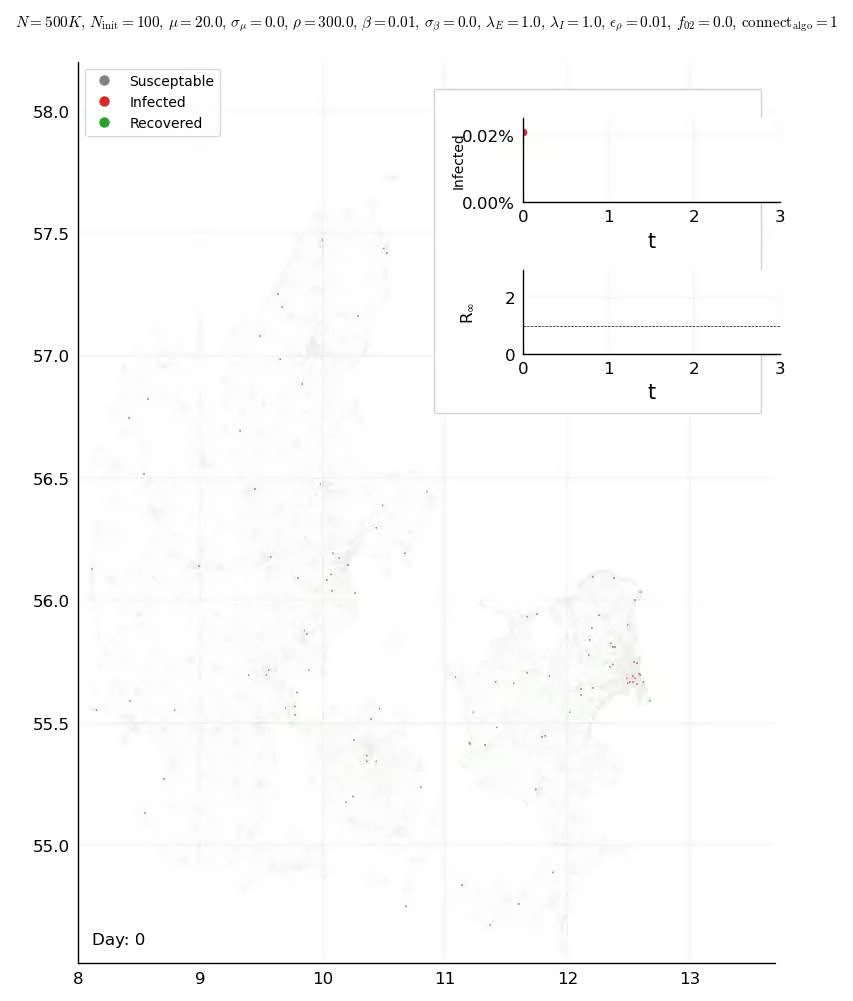 N = 500K, N_init = 100, μ = 20.0, σ_μ = 0.0, ρ = 300.0, β = 0.01, σ_β = 0.0, λ_E = 1.0, λ_I = 1.0, ϵ_ρ = 0.01, f_02 = 0.0, connect_algo = 1
Susceptable
Infected
Recovered
58.0
57.5
57.0
56.5
56.0
55.5
55.0
Infected
0.02%
0.00%
0 1 2 3
t
R∞
2
0
0 1 2 3
t
Day: 0
8 9 10 11 12 13